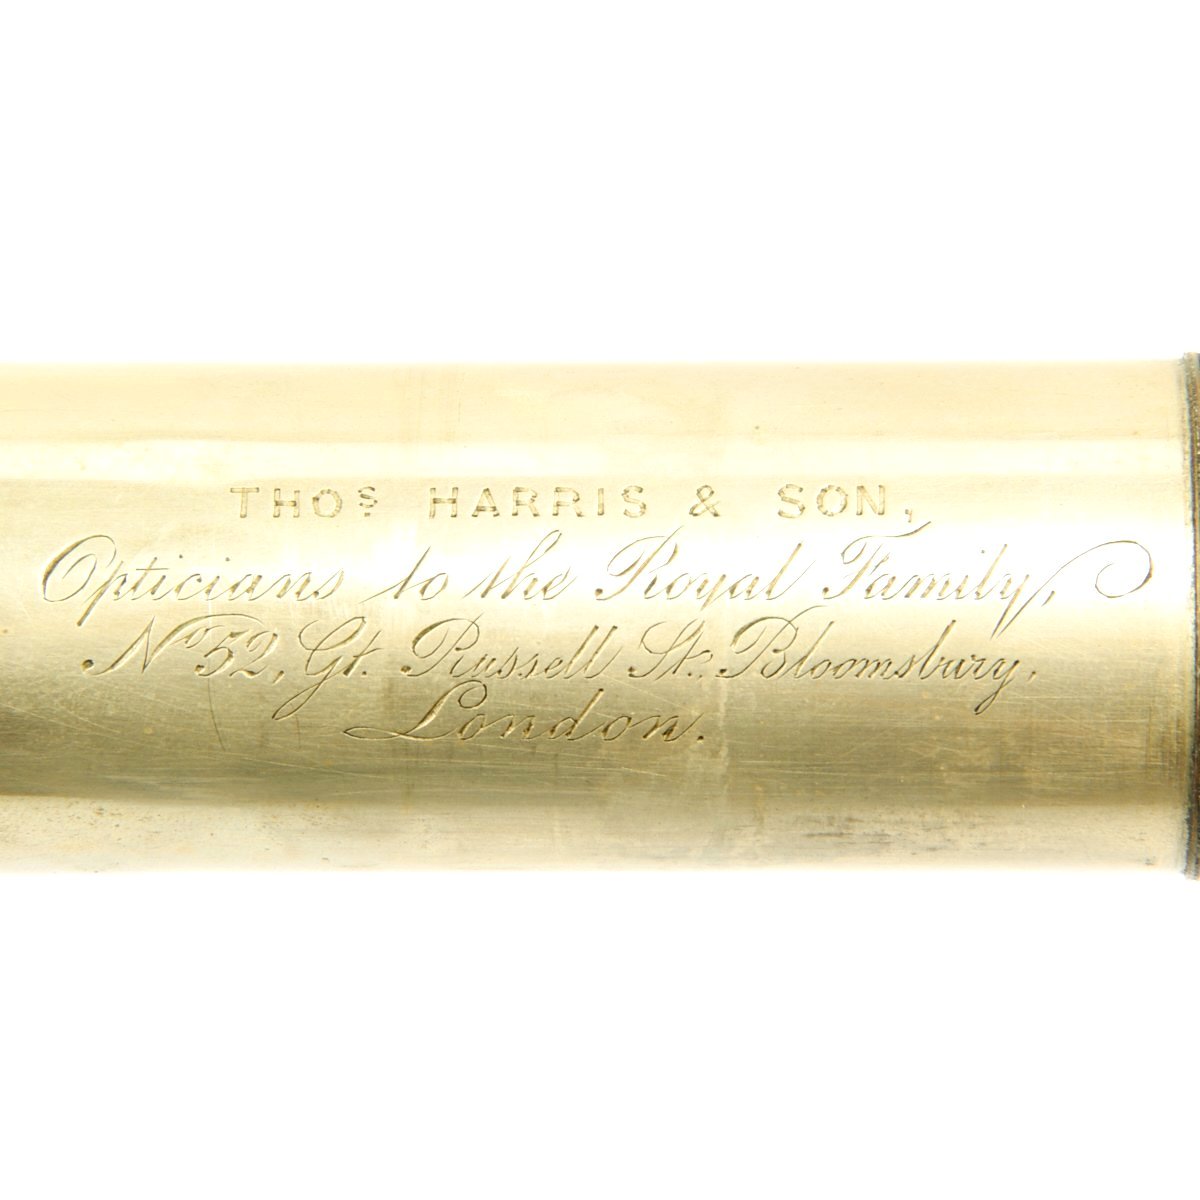 THOS HARRIS & SON,
Opticians to the Royal Family,
No 52, Gt. Russell St. Bloomsbury,
London.